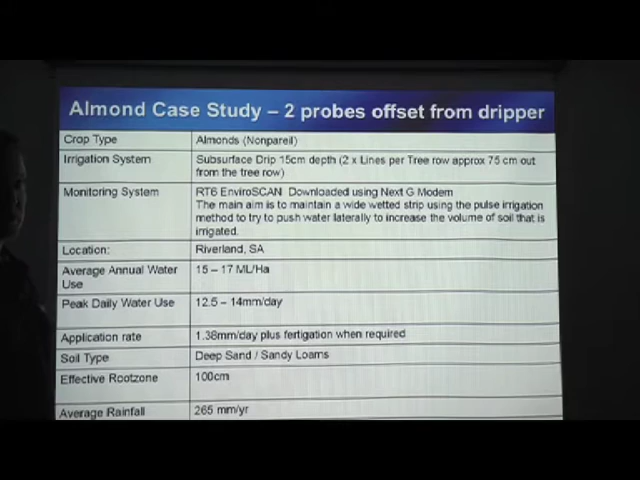 Almond Case Study – 2 probes offset from dripper
Crop Type Almonds (Nonpareil)
Irrigation System Subsurface Drip 15cm depth (2 x Lines per Tree row approx 75 cm out
from the tree row)
Monitoring System RT6 EnviroSCAN Downloaded using Next G Modem
The main aim is to maintain a wide wetted strip using the pulse irrigation
method to try to push water laterally to increase the volume of soil that is
irrigated.
Location: Riverland, SA
Average Annual Water 15 – 17 ML/Ha
Use
Peak Daily Water Use 12.5 – 14mm/day
Application rate 1.38mm/day plus fertigation when required
Soil Type Deep Sand / Sandy Loams
Effective Rootzone 100cm
Average Rainfall 265 mm/yr